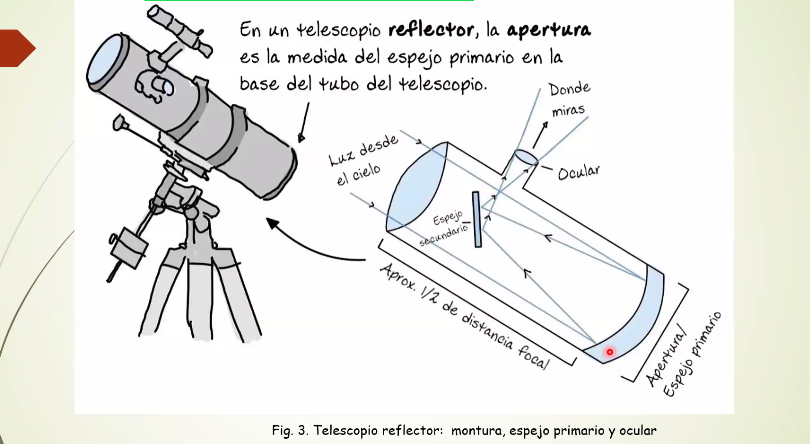 En un telescopio reflector, la apertura
es la medida del espejo primario en la
base del tubo del telescopio.
Donde
miras
Luz desde
el cielo
Ocular
Espejo
secundario
Aprox. 1/2 de distancia focal
Apertura/
Espejo primario
Fig. 3. Telescopio reflector: montura, espejo primario y ocular